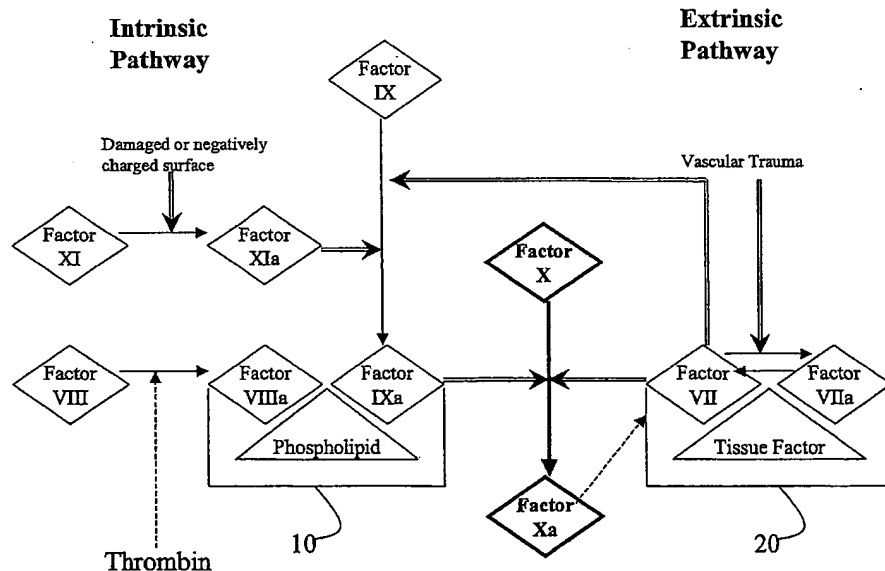 Intrinsic
Pathway
Extrinsic
Pathway
Factor
IX
Damaged or negatively
charged surface
Vascular Trauma
Factor
XI
Factor
XIa
Factor
X
Factor
VIII
Factor
VIIIa
Factor
IXa
Factor
VII
Factor
VIIa
Phospholipid
Tissue Factor
Factor
Xa
10
20
Thrombin